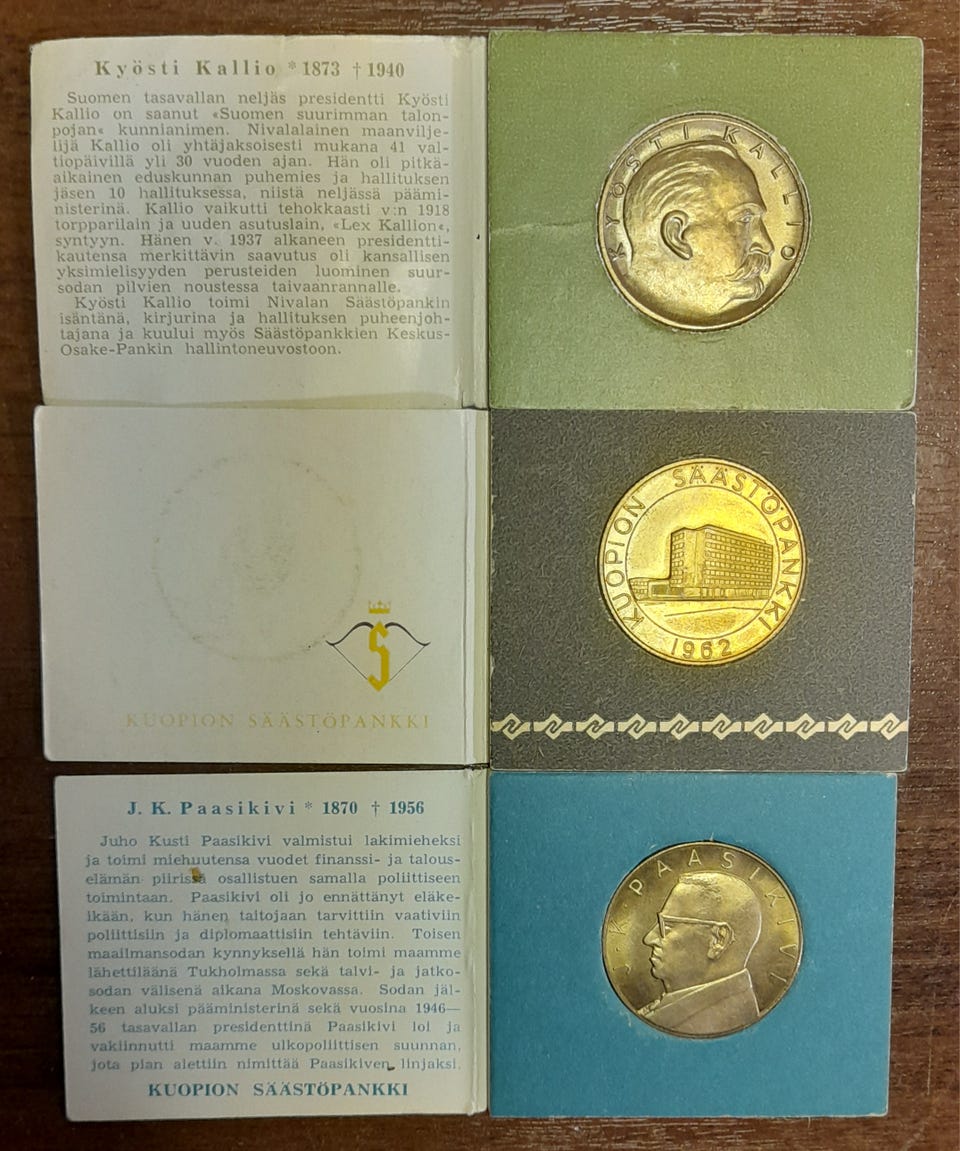 Kyösti Kallio * 1873 † 1940
Suomen tasavallan neljäs presidentti Kyösti
Kallio on saanut «Suomen suurimman talon-
pojan« kunnianimen. Nivalalainen maanvilje-
lijä Kallio oli yhtäjaksoisesti mukana 41 val-
tiopäivillä yli 30 vuoden ajan. Hän oli pitkä-
aikainen eduskunnan puhemies ja hallituksen
jäsen 10 hallituksessa, niistä neljässä päämi-
nisterinä. Kallio vaikutti tehokkaasti v:n 1918
torpparilain ja uuden asutuslain, «Lex Kallion«,
syntyyn. Hänen v. 1937 alkaneen presidentti-
kautensa merkittävin saavutus oli kansallisen
yksimielisyyden perusteiden luominen suur-
sodan pilvien noustessa taivaanrannalle.
Kyösti Kallio toimi Nivalan Säästöpankin
isäntänä, kirjurina ja hallituksen puheenjoh-
tajana ja kuului myös Säästöpankkien Keskus-
Osake-Pankin hallintoneuvostoon.
KYÖSTI KALLIO
S
KUOPION SÄÄSTÖPANKKI
KUOPION SÄÄSTÖPANKKI
1962
J. K. Paasikivi * 1870 † 1956
Juho Kusti Paasikivi valmistui lakimieheksi
ja toimi miehuutensa vuodet finanssi- ja talous-
elämän piirissä osallistuen samalla poliittiseen
toimintaan. Paasikivi oli jo ennättänyt eläke-
ikään, kun hänen taitojaan tarvittiin vaativiin
poliittisiin ja diplomaattisiin tehtäviin. Toisen
maailmansodan kynnyksellä hän toimi maamme
lähettiläänä Tukholmassa sekä talvi- ja jatko-
sodan välisenä aikana Moskovassa. Sodan jäl-
keen aluksi pääministerinä sekä vuosina 1946—
56 tasavallan presidenttinä Paasikivi loi ja
vakiinnutti maamme ulkopoliittisen suunnan,
jota pian alettiin nimittää Paasikiven linjaksi.
KUOPION SÄÄSTÖPANKKI
J·K·PAASIKIVI